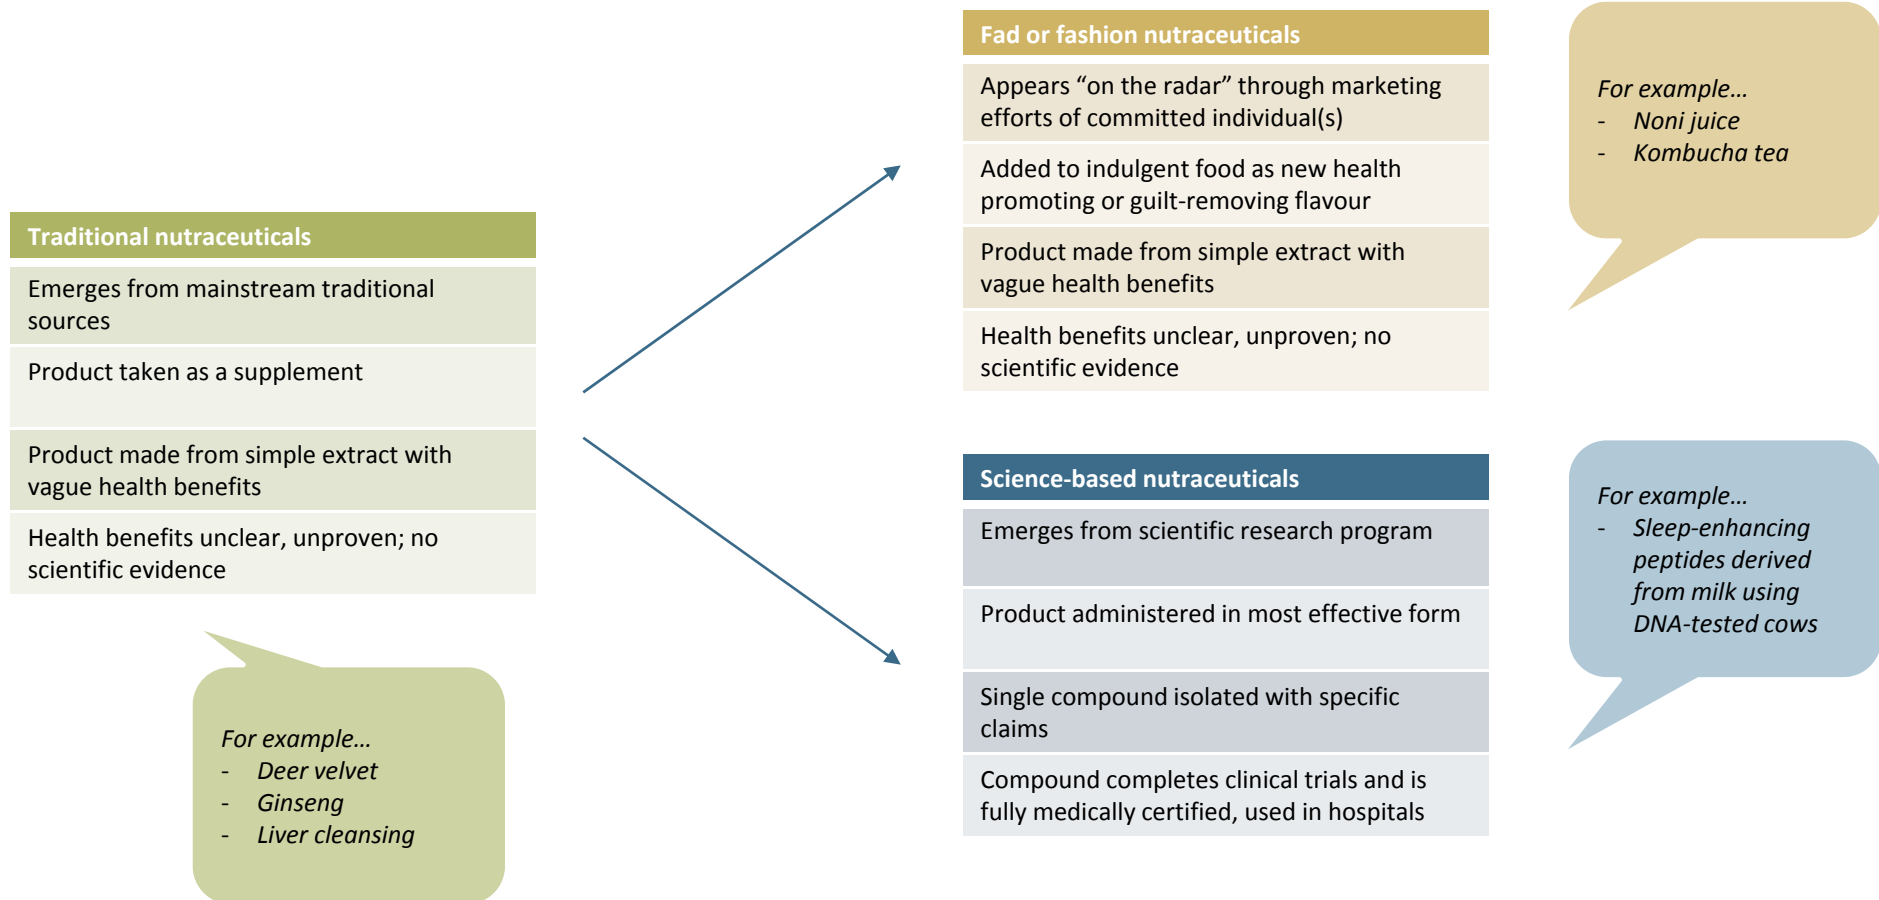 Traditional nutraceuticals
Emerges from mainstream traditional
sources
Product taken as a supplement
Product made from simple extract with
vague health benefits
Health benefits unclear, unproven; no
scientific evidence
For example…
- Deer velvet
- Ginseng
- Liver cleansing
Fad or fashion nutraceuticals
Appears “on the radar” through marketing
efforts of committed individual(s)
Added to indulgent food as new health
promoting or guilt-removing flavour
Product made from simple extract with
vague health benefits
Health benefits unclear, unproven; no
scientific evidence
For example…
- Noni juice
- Kombucha tea
Science-based nutraceuticals
Emerges from scientific research program
Product administered in most effective form
Single compound isolated with specific
claims
Compound completes clinical trials and is
fully medically certified, used in hospitals
For example…
- Sleep-enhancing
peptides derived
from milk using
DNA-tested cows